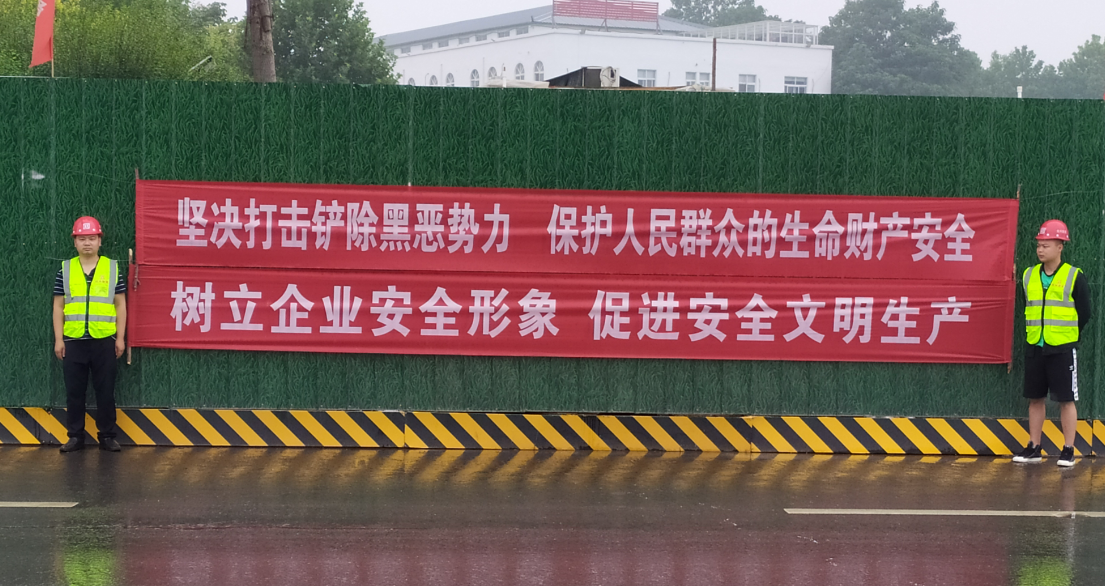 坚决打击铲除黑恶势力 保护人民群众的生命财产安全
树立企业安全形象 促进安全文明生产